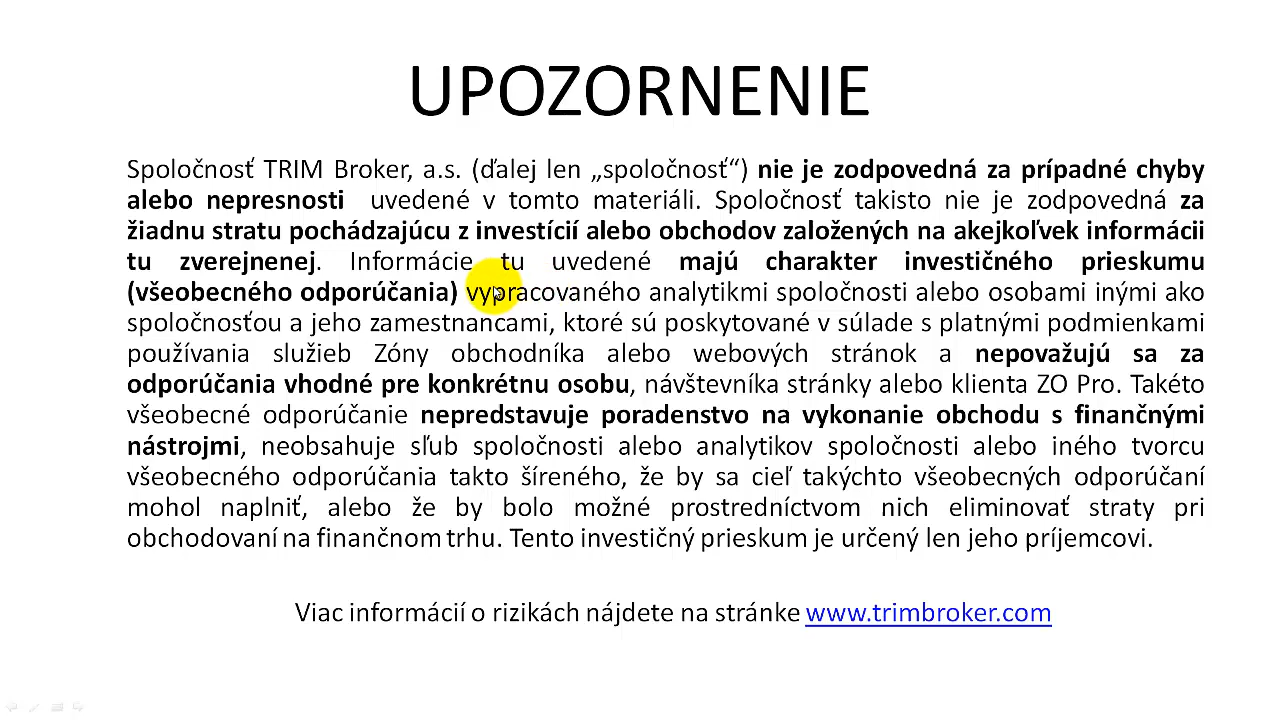 UPOZORNENIE
Spoločnosť TRIM Broker, a.s. (ďalej len „spoločnosť“) nie je zodpovedná za prípadné chyby
alebo nepresnosti uvedené v tomto materiáli. Spoločnosť takisto nie je zodpovedná za
žiadnu stratu pochádzajúcu z investícií alebo obchodov založených na akejkoľvek informácii
tu zverejnenej. Informácie tu uvedené majú charakter investičného prieskumu
(všeobecného odporúčania) vypracovaného analytikmi spoločnosti alebo osobami inými ako
spoločnosťou a jeho zamestnancami, ktoré sú poskytované v súlade s platnými podmienkami
používania služieb Zóny obchodníka alebo webových stránok a nepovažujú sa za
odporúčania vhodné pre konkrétnu osobu, návštevníka stránky alebo klienta ZO Pro. Takéto
všeobecné odporúčanie nepredstavuje poradenstvo na vykonanie obchodu s finančnými
nástrojmi, neobsahuje sľub spoločnosti alebo analytikov spoločnosti alebo iného tvorcu
všeobecného odporúčania takto šíreného, že by sa cieľ takýchto všeobecných odporúčaní
mohol naplniť, alebo že by bolo možné prostredníctvom nich eliminovať straty pri
obchodovaní na finančnom trhu. Tento investičný prieskum je určený len jeho príjemcovi.
Viac informácií o rizikách nájdete na stránke www.trimbroker.com